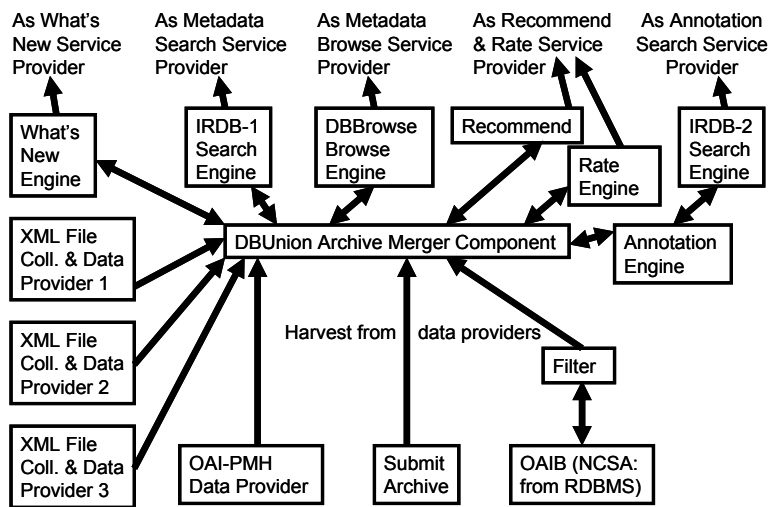 As What's
New Service
Provider
As Metadata
Search Service
Provider
As Metadata
Browse Service
Provider
As Recommend
& Rate Service
Provider
As Annotation
Search Service
Provider
What's
New
Engine
IRDB-1
Search
Engine
DBBrowse
Browse
Engine
Recommend
Rate
Engine
IRDB-2
Search
Engine
XML File
Coll. & Data
Provider 1
DBUnion Archive Merger Component
Annotation
Engine
XML File
Coll. & Data
Provider 2
Harvest from data providers
Filter
XML File
Coll. & Data
Provider 3
OAI-PMH
Data Provider
Submit
Archive
OAIB (NCSA:
from RDBMS)